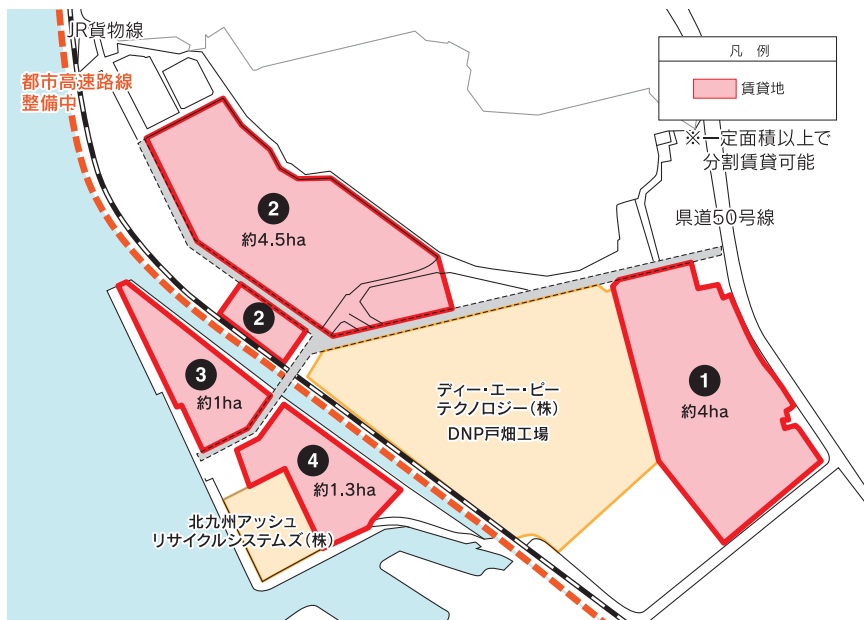 JR貨物線
都市高速路線
整備中
凡 例
賃貸地
※一定面積以上で
分割賃貸可能
県道50号線
2
約4.5ha
2
3
約1ha
1
約4ha
ディー・エー・ピー
テクノロジー(株)
DNP戸畑工場
4
約1.3ha
北九州アッシュ
リサイクルシステムズ(株)